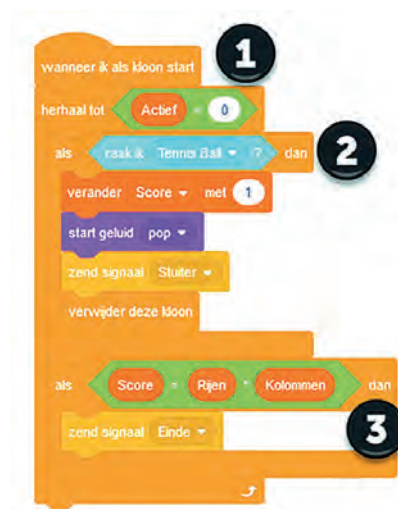 wanneer ik als kloon start
1
herhaal tot Actief = 0
als raak ik Tennis Ball ? dan
2
verander Score met 1
start geluid pop
zend signaal Stuiter
verwijder deze kloon
als Score = Rijen * Kolommen dan
zend signaal Einde
3